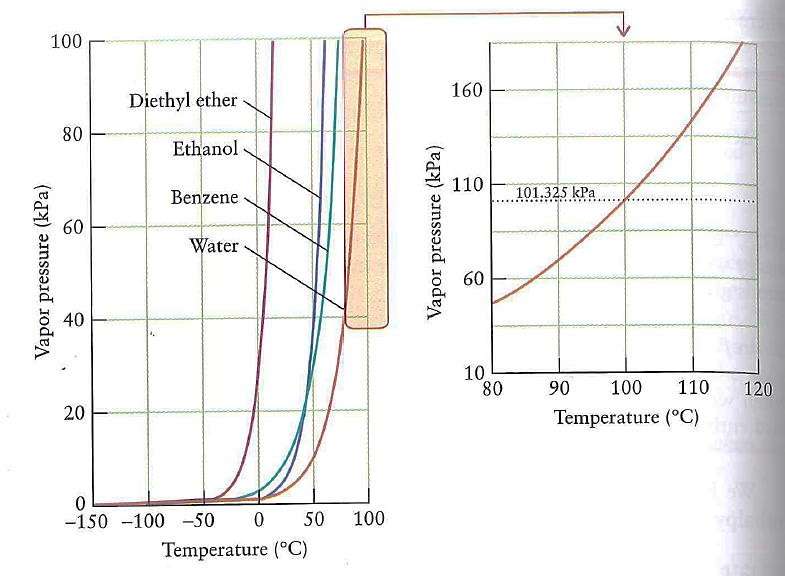 100
80
60
40
20
0
Vapor pressure (kPa)
Diethyl ether
Ethanol
Benzene
Water
−150 −100 −50 0 50 100
Temperature (°C)
160
110
60
10
Vapor pressure (kPa)
101.325 kPa
80 90 100 110 120
Temperature (°C)
We